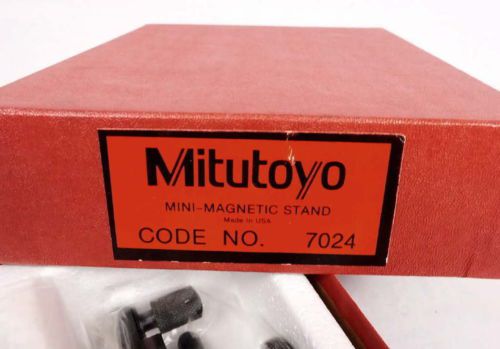 Mitutoyo
MINI-MAGNETIC STAND
Made in USA
CODE NO. 7024